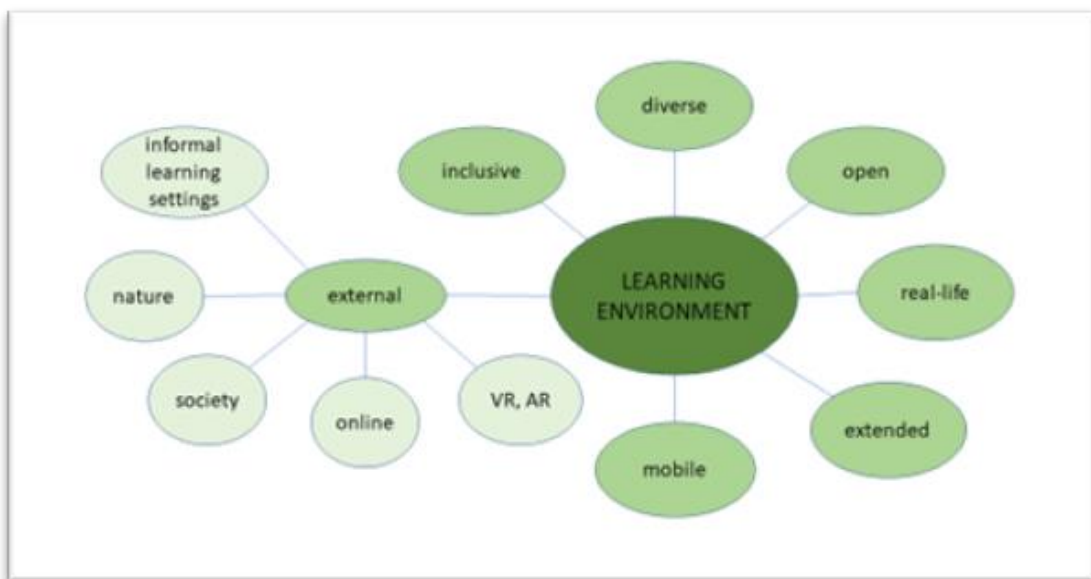 diverse
informal
learning
settings
inclusive
open
LEARNING
ENVIRONMENT
nature
external
real-life
society
online
VR, AR
extended
mobile